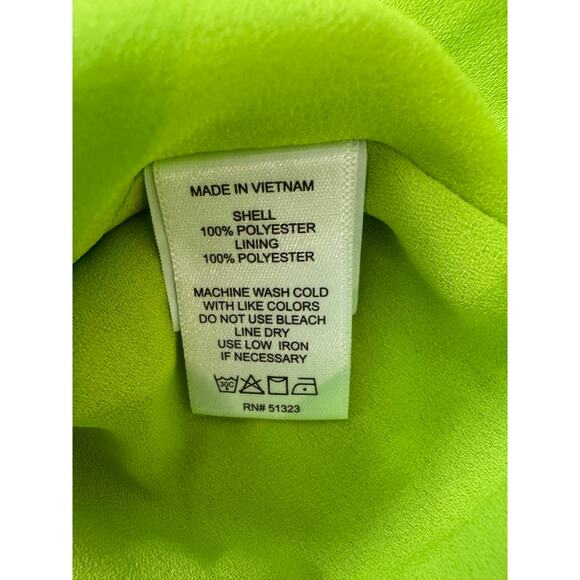 MADE IN VIETNAM
SHELL
100% POLYESTER
LINING
100% POLYESTER
MACHINE WASH COLD
WITH LIKE COLORS
DO NOT USE BLEACH
LINE DRY
USE LOW IRON
IF NECESSARY
30C
RN# 51323